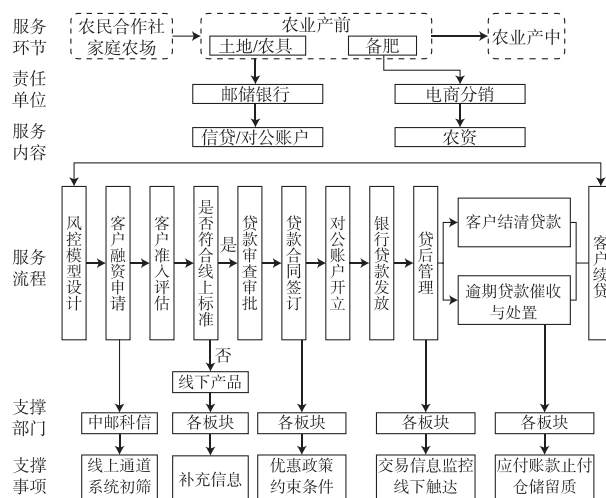 服务
环节
农民合作社
家庭农场
农业产前
土地/农具
备肥
农业产中
责任
单位
邮储银行
电商分销
服务
内容
信贷/对公账户
农资
服务
流程
风控模型设计
客户融资申请
客户准入评估
是否符合线上标准
是
贷款审查审批
贷款合同签订
对公账户开立
银行贷款发放
贷后管理
客户结清贷款
逾期贷款催收
与处置
客户续贷
否
线下产品
支撑
部门
中邮科信
各板块
各板块
各板块
各板块
支撑
事项
线上通道
系统初筛
补充信息
优惠政策
约束条件
交易信息监控
线下触达
应付账款止付
仓储留质